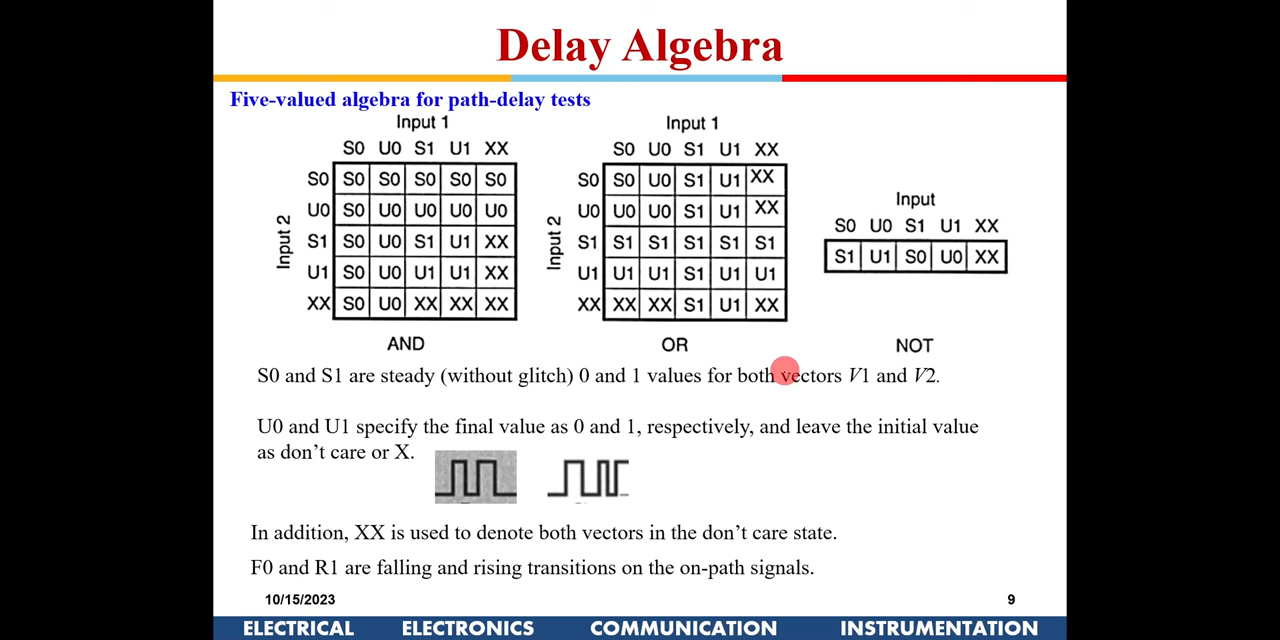 Delay Algebra
Five-valued algebra for path-delay tests
Input 1
S0 U0 S1 U1 XX
Input 2
S0 S0 S0 S0 S0 S0
U0 S0 U0 U0 U0 U0
S1 S0 U0 S1 U1 XX
U1 S0 U0 U1 U1 XX
XX S0 U0 XX XX XX
AND
Input 1
S0 U0 S1 U1 XX
Input 2
S0 S0 U0 S1 U1 XX
U0 U0 U0 S1 U1 XX
S1 S1 S1 S1 S1 S1
U1 U1 U1 S1 U1 U1
XX XX XX S1 U1 XX
OR
Input
S0 U0 S1 U1 XX
S1 U1 S0 U0 XX
NOT
S0 and S1 are steady (without glitch) 0 and 1 values for both vectors V1 and V2.
U0 and U1 specify the final value as 0 and 1, respectively, and leave the initial value
as don’t care or X.
In addition, XX is used to denote both vectors in the don’t care state.
F0 and R1 are falling and rising transitions on the on-path signals.
10/15/2023 9
ELECTRICAL ELECTRONICS COMMUNICATION INSTRUMENTATION